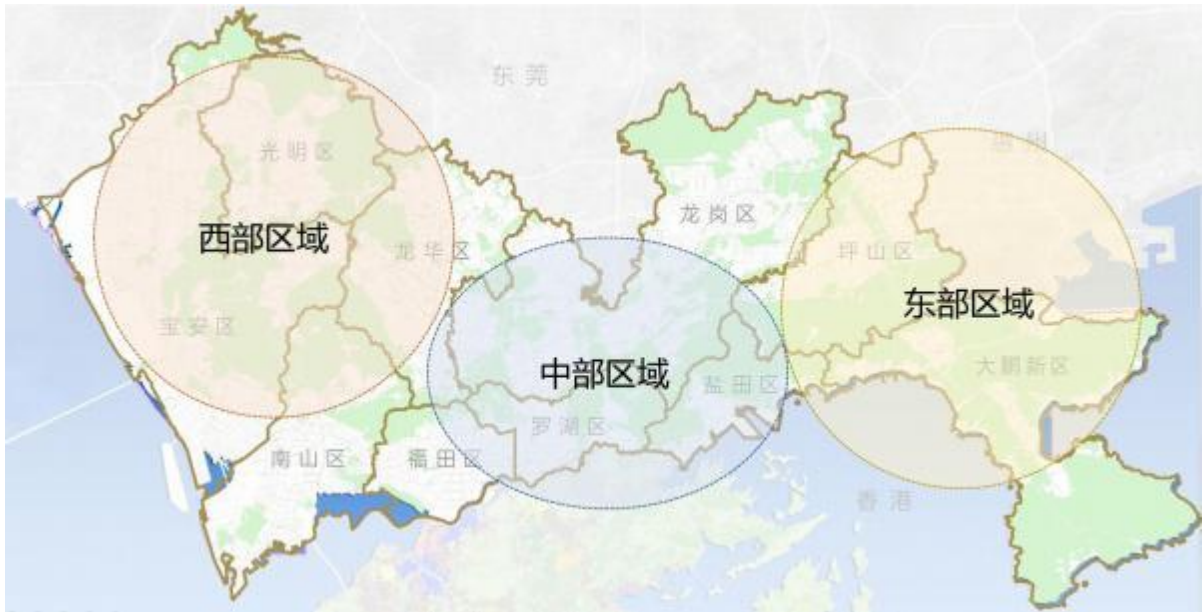 东莞
惠州
光明区
龙岗区
西部区域
龙华区
坪山区
东部区域
宝安区
中部区域
大鹏新区
盐田区
罗湖区
南山区
福田区
香港